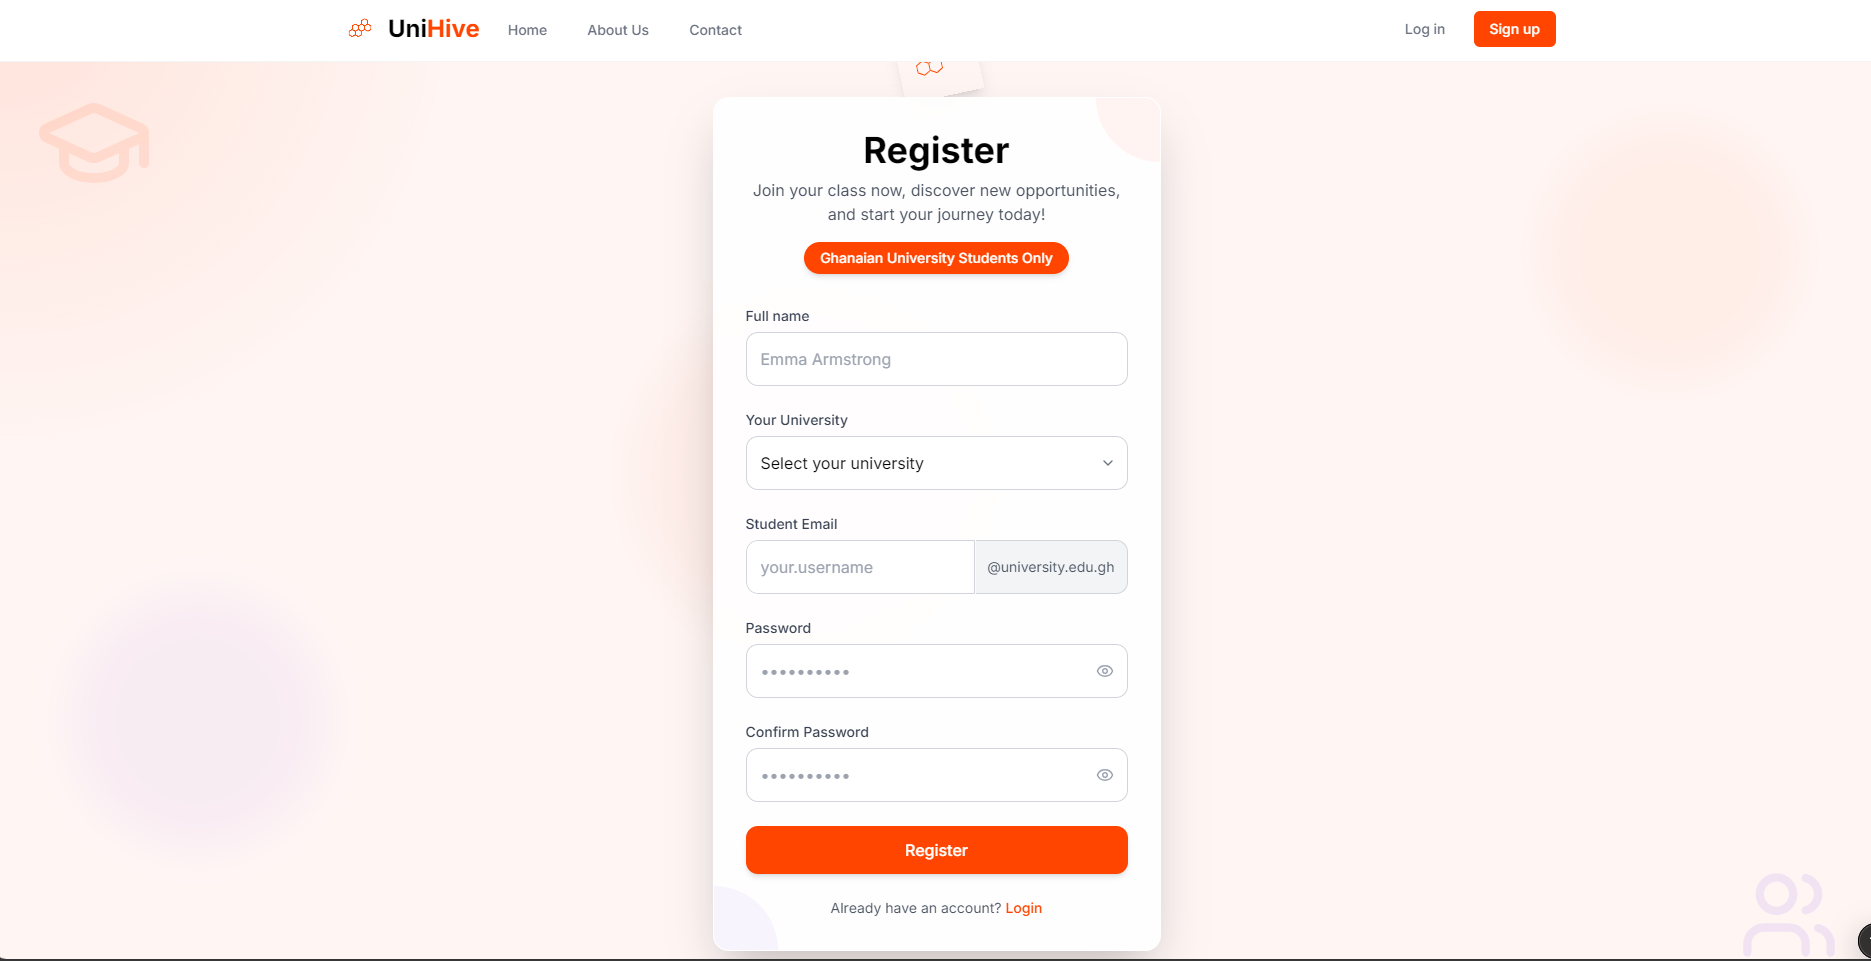 UniHive
Home
About Us
Contact
Log in
Sign up
Register
Join your class now, discover new opportunities,
and start your journey today!
Ghanaian University Students Only
Full name
Emma Armstrong
Your University
Select your university
Student Email
your.username
@university.edu.gh
Password
••••••••••
Confirm Password
••••••••••
Register
Already have an account? Login